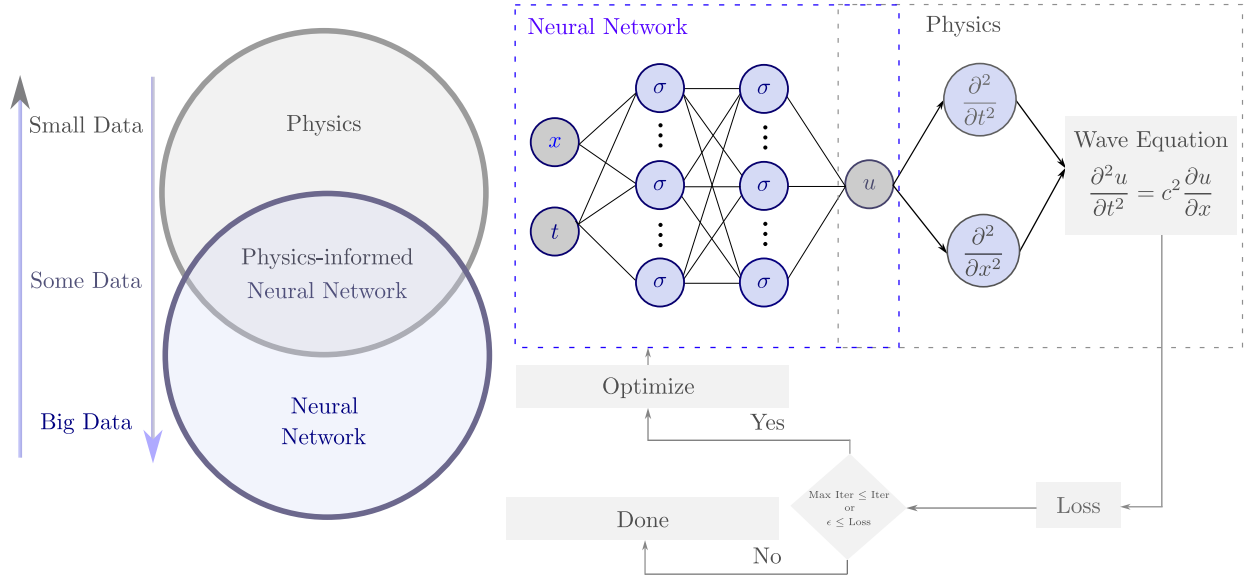 Small Data
Some Data
Big Data
Physics
Physics-informed
Neural Network
Neural
Network
Neural Network
Physics
x
t
σ
σ
σ
σ
σ
σ
u
∂²
∂t²
∂²
∂x²
Wave Equation
∂²u/∂t² = c² ∂u/∂x
Optimize
Yes
Max Iter ≤ Iter
or
ϵ ≤ Loss
Loss
Done
No